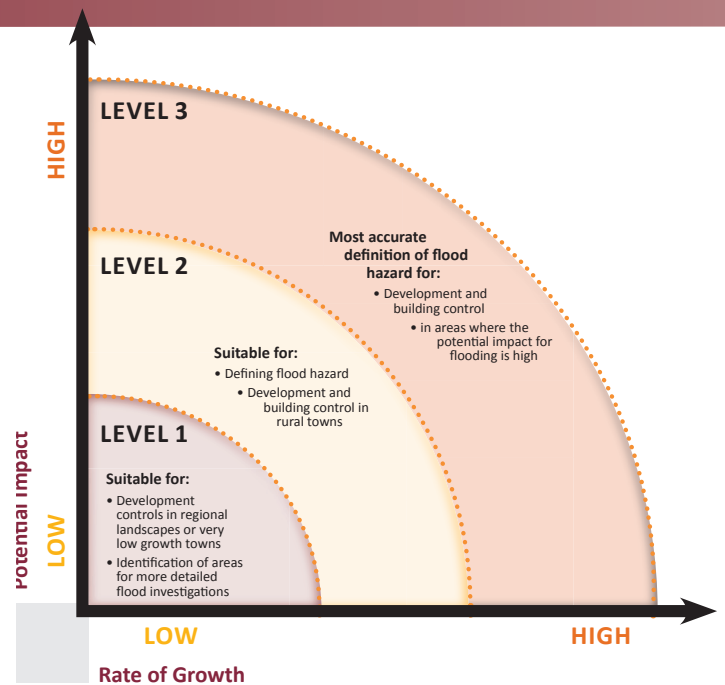 HIGH
LEVEL 3
Most accurate
definition of flood
hazard for:
• Development and
building control
• in areas where the
potential impact for
flooding is high
LEVEL 2
Suitable for:
• Defining flood hazard
• Development and
building control in
rural towns
LEVEL 1
Suitable for:
• Development
controls in regional
landscapes or very
low growth towns
• Identification of areas
for more detailed
flood investigations
Potential Impact
LOW
LOW
HIGH
Rate of Growth